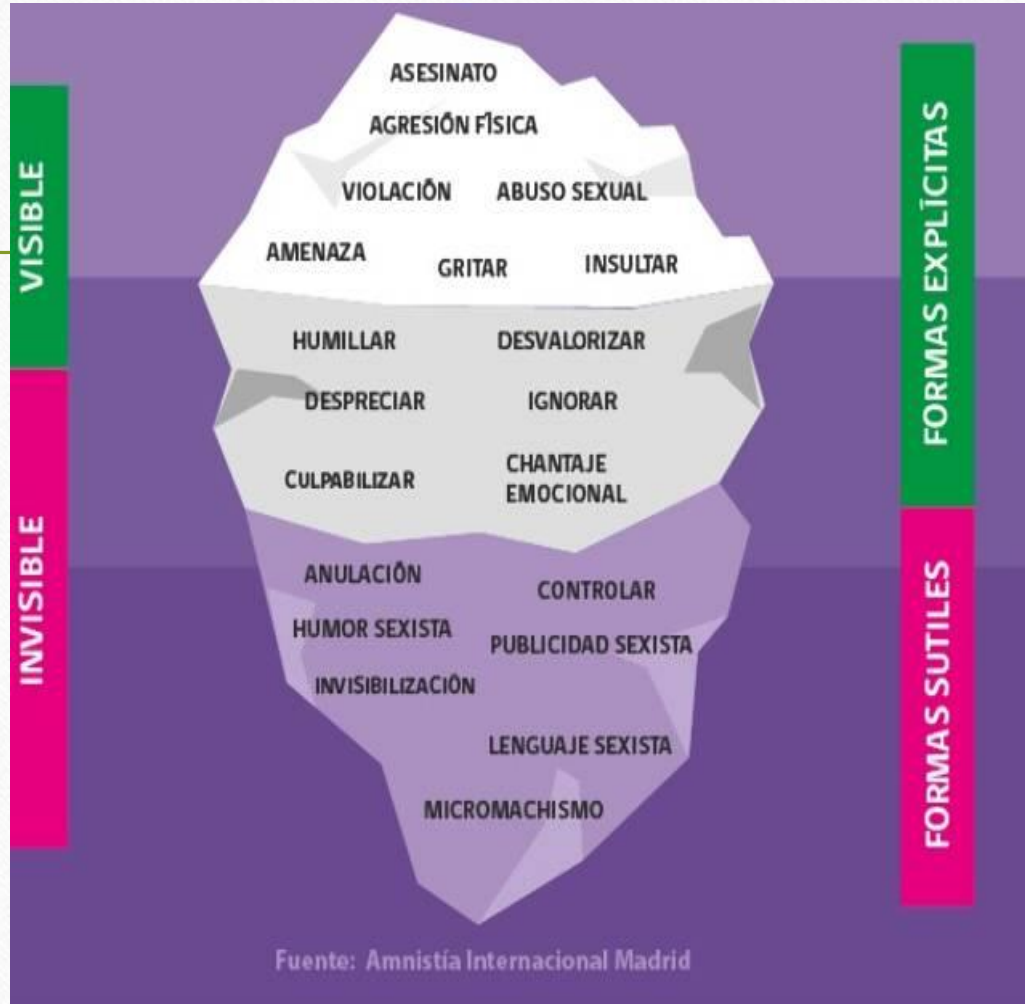 ASESINATO
AGRESIÓN FÍSICA
VIOLACIÓN ABUSO SEXUAL
AMENAZA GRITAR INSULTAR
HUMILLAR DESVALORIZAR
DESPRECIAR IGNORAR
CULPABILIZAR CHANTAJE
EMOCIONAL
ANULACIÓN CONTROLAR
HUMOR SEXISTA PUBLICIDAD SEXISTA
INVISIBILIZACIÓN
LENGUAJE SEXISTA
MICROMACHISMO
VISIBLE
INVISIBLE
FORMAS EXPLÍCITAS
FORMAS SUTILES
Fuente: Amnistía Internacional Madrid